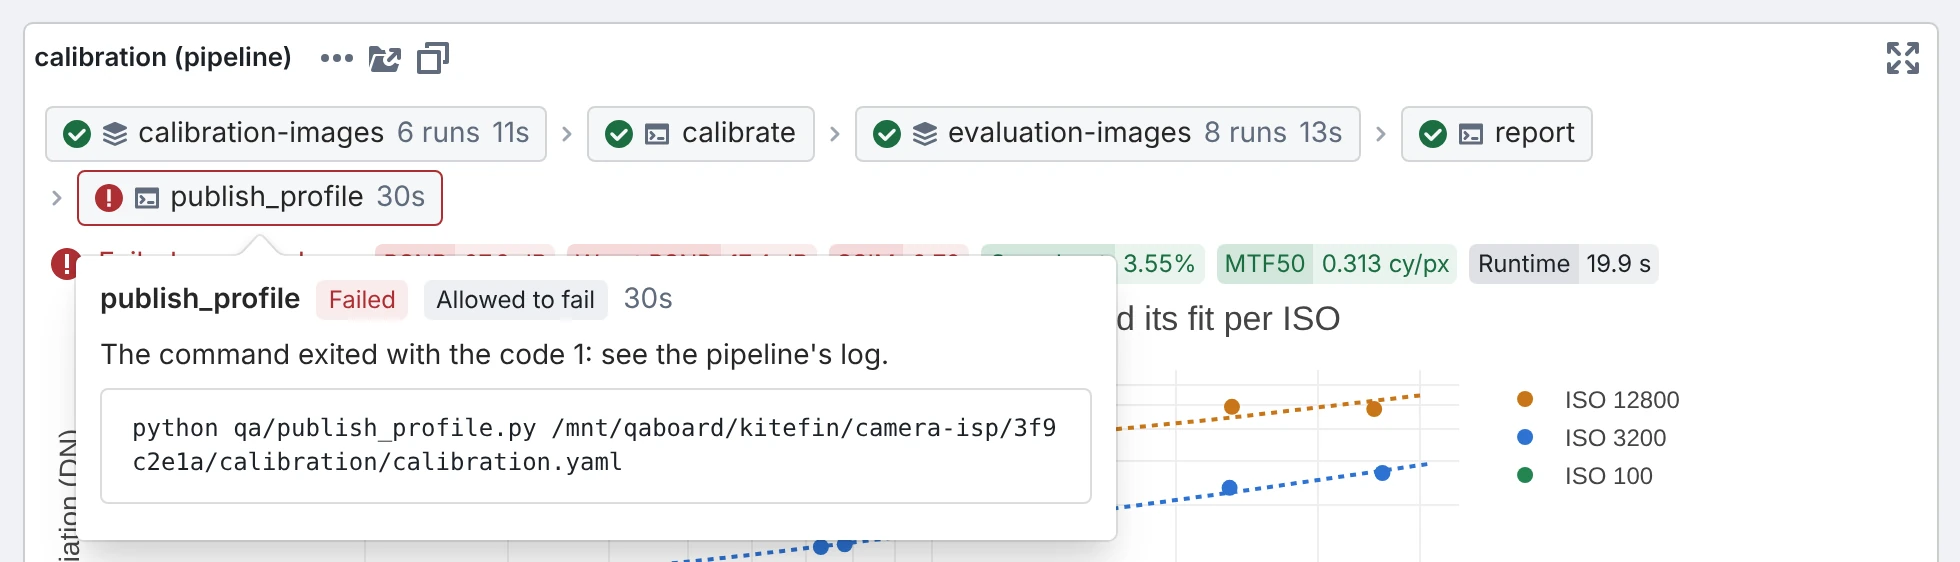 calibration (pipeline)
calibration-images 6 runs 11s
calibrate
evaluation-images 8 runs 13s
report
publish_profile 30s
3.55%
MTF50 0.313 cy/px
Runtime 19.9 s
publish_profile Failed Allowed to fail 30s
d its fit per ISO
The command exited with the code 1: see the pipeline's log.
python qa/publish_profile.py /mnt/qaboard/kitefin/camera-isp/3f9
c2e1a/calibration/calibration.yaml
ISO 12800
ISO 3200
ISO 100
iation (DN)